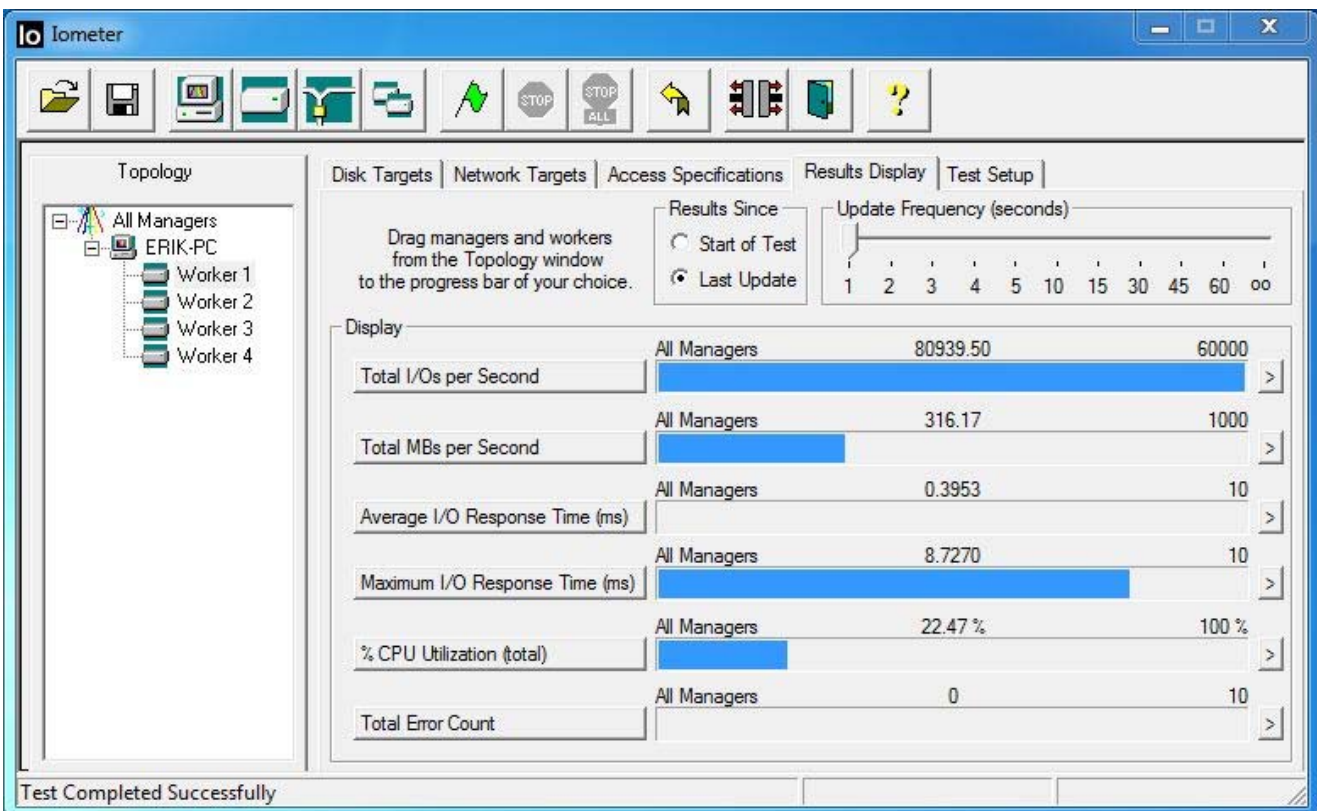 Io Iometer
STOP STOP ALL ?
Topology
All Managers
ERIK-PC
Worker 1
Worker 2
Worker 3
Worker 4
Disk Targets Network Targets Access Specifications Results Display Test Setup
Drag managers and workers
from the Topology window
to the progress bar of your choice.
Results Since
Start of Test
Last Update
Update Frequency (seconds)
1 2 3 4 5 10 15 30 45 60 oo
Display
All Managers 80939.50 60000
Total I/Os per Second >
All Managers 316.17 1000
Total MBs per Second >
All Managers 0.3953 10
Average I/O Response Time (ms) >
All Managers 8.7270 10
Maximum I/O Response Time (ms) >
All Managers 22.47 % 100 %
% CPU Utilization (total) >
All Managers 0 10
Total Error Count >
Test Completed Successfully